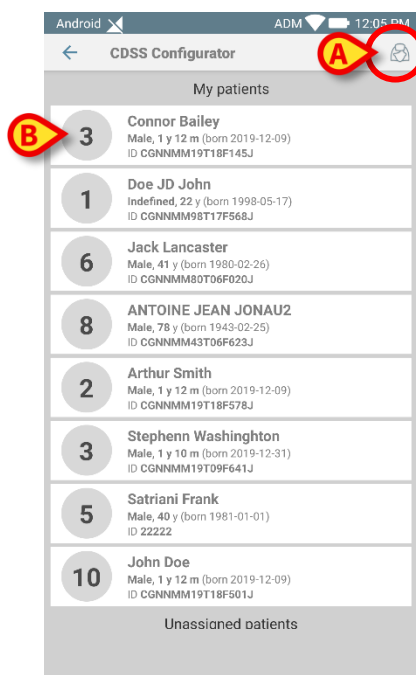 Android ADM 12:05 PM
CDSS Configurator
A
My patients
B
3
Connor Bailey
Male, 1 y 12 m (born 2019-12-09)
ID CGNNMM19T18F145J
1
Doe JD John
Indefined, 22 y (born 1998-05-17)
ID CGNNMM98T17F568J
6
Jack Lancaster
Male, 41 y (born 1980-02-26)
ID CGNNMM80T06F020J
8
ANTOINE JEAN JONAU2
Male, 78 y (born 1943-02-25)
ID CGNNMM43T06F623J
2
Arthur Smith
Male, 1 y 12 m (born 2019-12-09)
ID CGNNMM19T18F578J
3
Stephenn Washinghton
Male, 1 y 10 m (born 2019-12-31)
ID CGNNMM19T09F641J
5
Satriani Frank
Male, 40 y (born 1981-01-01)
ID 22222
10
John Doe
Male, 1 y 12 m (born 2019-12-09)
ID CGNNMM19T18F501J
Unassigned patients